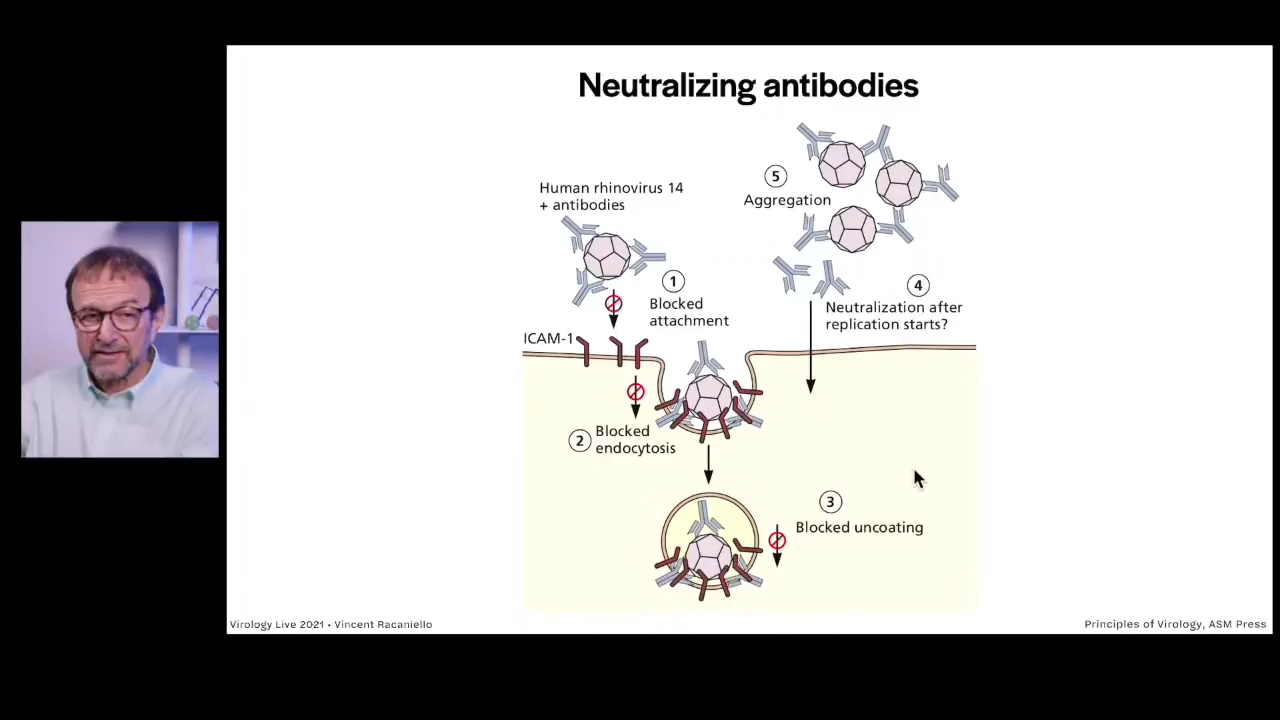 Neutralizing antibodies
Human rhinovirus 14
+ antibodies
1
Blocked
attachment
ICAM-1
2
Blocked
endocytosis
3
Blocked uncoating
4
Neutralization after
replication starts?
5
Aggregation
Virology Live 2021 • Vincent Racaniello
Principles of Virology, ASM Press